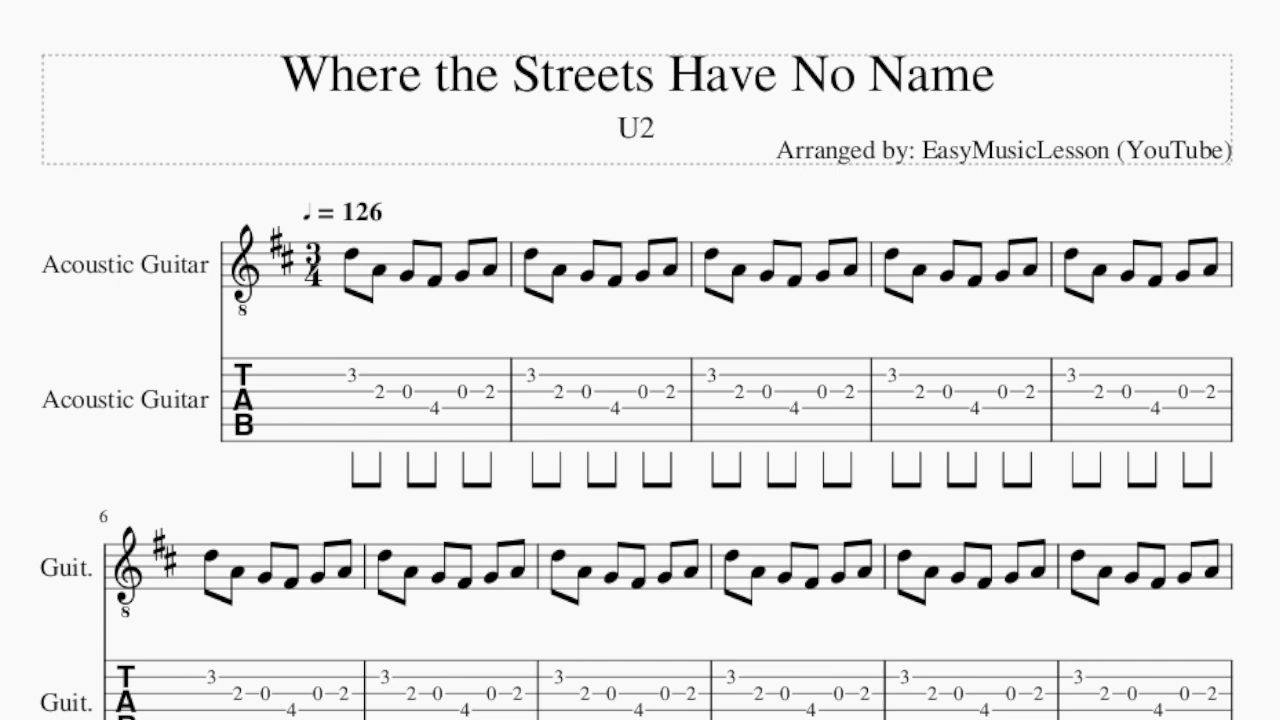 Where the Streets Have No Name
U2
Arranged by: EasyMusicLesson (YouTube)
♩ = 126
Acoustic Guitar
3
4
8
Acoustic Guitar
T
A
B
3 2 0 4 0 2 3 2 0 4 0 2 3 2 0 4 0 2 3 2 0 4 0 2 3 2 0 4 0 2
6
Guit.
8
Guit.
T
A
B
3 2 0 4 0 2 3 2 0 4 0 2 3 2 0 4 0 2 3 2 0 4 0 2 3 2 0 4 0 2 3 2 0 4 0 2